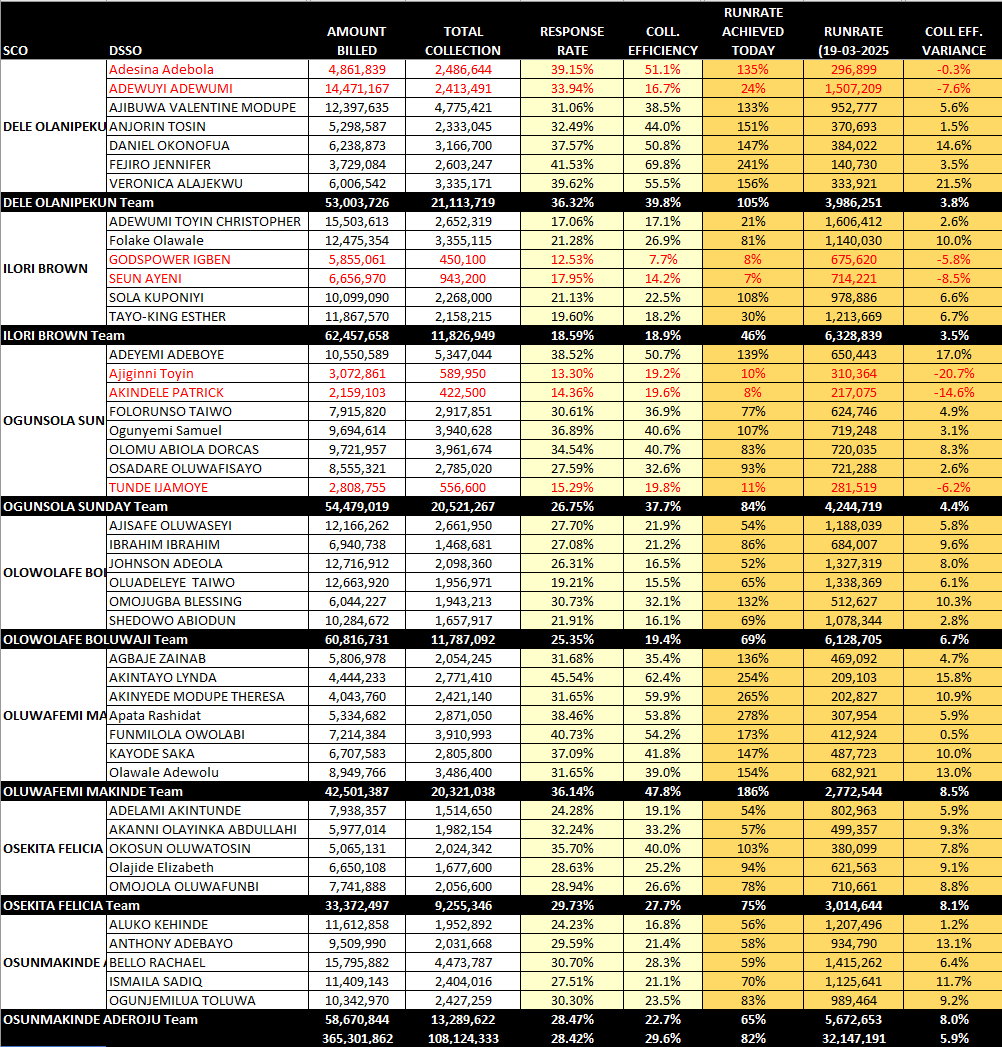 SCO DSSO AMOUNT BILLED TOTAL COLLECTION RESPONSE RATE COLL. EFFICIENCY RUNRATE ACHIEVED TODAY RUNRATE (19-03-2025 COLL EFF. VARIANCE
Adesina Adebola 4,861,839 2,486,644 39.15% 51.1% 135% 296,899 -0.3%
ADEWUYI ADEWUMI 14,471,167 2,413,491 33.94% 16.7% 24% 1,507,209 -7.6%
AJIBUWA VALENTINE MODUPE 12,397,635 4,775,421 31.06% 38.5% 133% 952,777 5.6%
DELE OLANIPEKU ANJORIN TOSIN 5,298,587 2,333,045 32.49% 44.0% 151% 370,693 1.5%
DANIEL OKONOFUA 6,238,873 3,166,700 37.57% 50.8% 147% 384,022 14.6%
FEJIRO JENNIFER 3,729,084 2,603,247 41.53% 69.8% 241% 140,730 3.5%
VERONICA ALAJEKWU 6,006,542 3,335,171 39.62% 55.5% 156% 333,921 21.5%
DELE OLANIPEKUN Team 53,003,726 21,113,719 36.32% 39.8% 105% 3,986,251 3.8%
ADEWUMI TOYIN CHRISTOPHER 15,503,613 2,652,319 17.06% 17.1% 21% 1,606,412 2.6%
Folake Olawale 12,475,354 3,355,115 21.28% 26.9% 81% 1,140,030 10.0%
GODSPOWER IGBEN 5,855,061 450,100 12.53% 7.7% 8% 675,620 -5.8%
ILORI BROWN SEUN AYENI 6,656,970 943,200 17.95% 14.2% 7% 714,221 -8.5%
SOLA KUPONIYI 10,099,090 2,268,000 21.13% 22.5% 108% 978,886 6.6%
TAYO-KING ESTHER 11,867,570 2,158,215 19.60% 18.2% 30% 1,213,669 6.7%
ILORI BROWN Team 62,457,658 11,826,949 18.59% 18.9% 46% 6,328,839 3.5%
ADEYEMI ADEBOYE 10,550,589 5,347,044 38.52% 50.7% 139% 650,443 17.0%
Ajiginni Toyin 3,072,861 589,950 13.30% 19.2% 10% 310,364 -20.7%
AKINDELE PATRICK 2,159,103 422,500 14.36% 19.6% 8% 217,075 -14.6%
FOLORUNSO TAIWO 7,915,820 2,917,851 30.61% 36.9% 77% 624,746 4.9%
OGUNSOLA SUN Ogunyemi Samuel 9,694,614 3,940,628 36.89% 40.6% 107% 719,248 3.1%
OLOMU ABIOLA DORCAS 9,721,957 3,961,674 34.54% 40.7% 83% 720,035 8.3%
OSADARE OLUWAFISAYO 8,555,321 2,785,020 27.59% 32.6% 93% 721,288 2.6%
TUNDE IJAMOYE 2,808,755 556,600 15.29% 19.8% 11% 281,519 -6.2%
OGUNSOLA SUNDAY Team 54,479,019 20,521,267 26.75% 37.7% 84% 4,244,719 4.4%
AJISAFE OLUWASEYI 12,166,262 2,661,950 27.70% 21.9% 54% 1,188,039 5.8%
IBRAHIM IBRAHIM 6,940,738 1,468,681 27.08% 21.2% 86% 684,007 9.6%
JOHNSON ADEOLA 12,716,912 2,098,360 26.31% 16.5% 52% 1,327,319 8.0%
OLOWOLAFE BO OLUADELEYE TAIWO 12,663,920 1,956,971 19.21% 15.5% 65% 1,338,369 6.1%
OMOJUGBA BLESSING 6,044,227 1,943,213 30.73% 32.1% 132% 512,627 10.3%
SHEDOWO ABIODUN 10,284,672 1,657,917 21.91% 16.1% 69% 1,078,344 2.8%
OLOWOLAFE BOLUWAJI Team 60,816,731 11,787,092 25.35% 19.4% 69% 6,128,705 6.7%
AGBAJE ZAINAB 5,806,978 2,054,245 31.68% 35.4% 136% 469,092 4.7%
AKINTAYO LYNDA 4,444,233 2,771,410 45.54% 62.4% 254% 209,103 15.8%
AKINYEDE MODUPE THERESA 4,043,760 2,421,140 31.65% 59.9% 265% 202,827 10.9%
OLUWAFEMI MA Apata Rashidat 5,334,682 2,871,050 38.46% 53.8% 278% 307,954 5.9%
FUNMILOLA OWOLABI 7,214,384 3,910,993 40.73% 54.2% 173% 412,924 0.5%
KAYODE SAKA 6,707,583 2,805,800 37.09% 41.8% 147% 487,723 10.0%
Olawale Adewolu 8,949,766 3,486,400 31.65% 39.0% 154% 682,921 13.0%
OLUWAFEMI MAKINDE Team 42,501,387 20,321,038 36.14% 47.8% 186% 2,772,544 8.5%
ADELAMI AKINTUNDE 7,938,357 1,514,650 24.28% 19.1% 54% 802,963 5.9%
AKANNI OLAYINKA ABDULLAHI 5,977,014 1,982,154 32.24% 33.2% 57% 499,357 9.3%
OSEKITA FELICIA OKOSUN OLUWATOSIN 5,065,131 2,024,342 35.70% 40.0% 103% 380,099 7.8%
Olajide Elizabeth 6,650,108 1,677,600 28.63% 25.2% 94% 621,563 9.1%
OMOJOLA OLUWAFUNBI 7,741,888 2,056,600 28.94% 26.6% 78% 710,661 8.8%
OSEKITA FELICIA Team 33,372,497 9,255,346 29.73% 27.7% 75% 3,014,644 8.1%
ALUKO KEHINDE 11,612,858 1,952,892 24.23% 16.8% 56% 1,207,496 1.2%
ANTHONY ADEBAYO 9,509,990 2,031,668 29.59% 21.4% 58% 934,790 13.1%
OSUNMAKINDE A BELLO RACHAEL 15,795,882 4,473,787 30.70% 28.3% 59% 1,415,262 6.4%
ISMAILA SADIQ 11,409,143 2,404,016 27.51% 21.1% 70% 1,125,641 11.7%
OGUNJEMILUA TOLUWA 10,342,970 2,427,259 30.30% 23.5% 83% 989,464 9.2%
OSUNMAKINDE ADEROJU Team 58,670,844 13,289,622 28.47% 22.7% 65% 5,672,653 8.0%
365,301,862 108,124,333 28.42% 29.6% 82% 32,147,191 5.9%